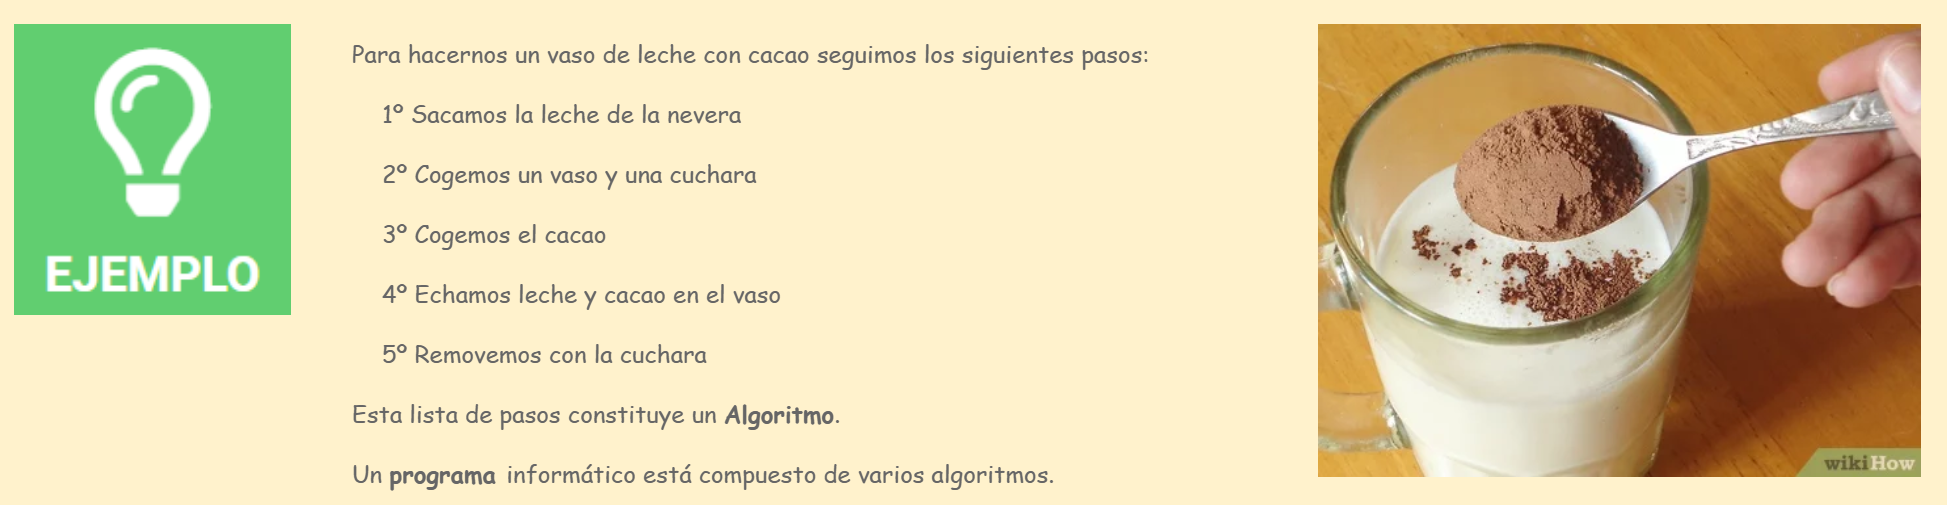 EJEMPLO
Para hacernos un vaso de leche con cacao seguimos los siguientes pasos:
1º Sacamos la leche de la nevera
2º Cogemos un vaso y una cuchara
3º Cogemos el cacao
4º Echamos leche y cacao en el vaso
5º Removemos con la cuchara
Esta lista de pasos constituye un Algoritmo.
Un programa informático está compuesto de varios algoritmos.
wikiHow